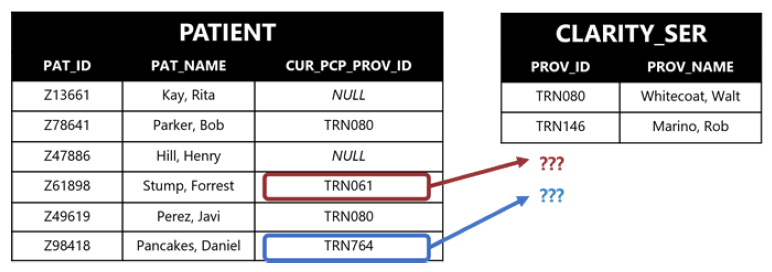 PATIENT
PAT_ID PAT_NAME CUR_PCP_PROV_ID
Z13661 Kay, Rita NULL
Z78641 Parker, Bob TRN080
Z47886 Hill, Henry NULL
Z61898 Stump, Forrest TRN061
Z49619 Perez, Javi TRN080
Z98418 Pancakes, Daniel TRN764
CLARITY_SER
PROV_ID PROV_NAME
TRN080 Whitecoat, Walt
TRN146 Marino, Rob
???
???